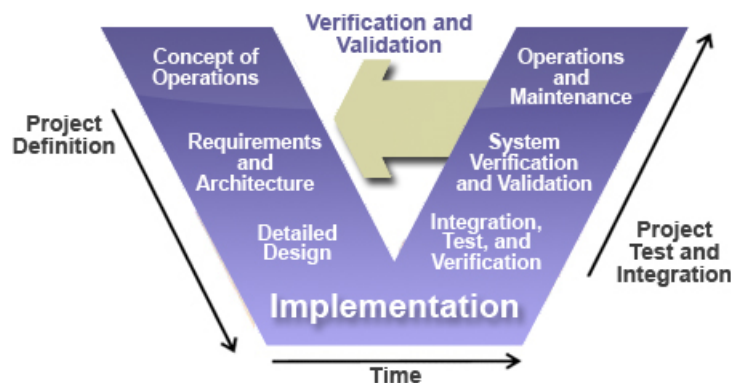 Verification and
Validation
Concept of
Operations
Operations
and
Maintenance
Project
Definition
Requirements
and
Architecture
System
Verification
and Validation
Detailed
Design
Integration,
Test, and
Verification
Project
Test and
Integration
Implementation
Time